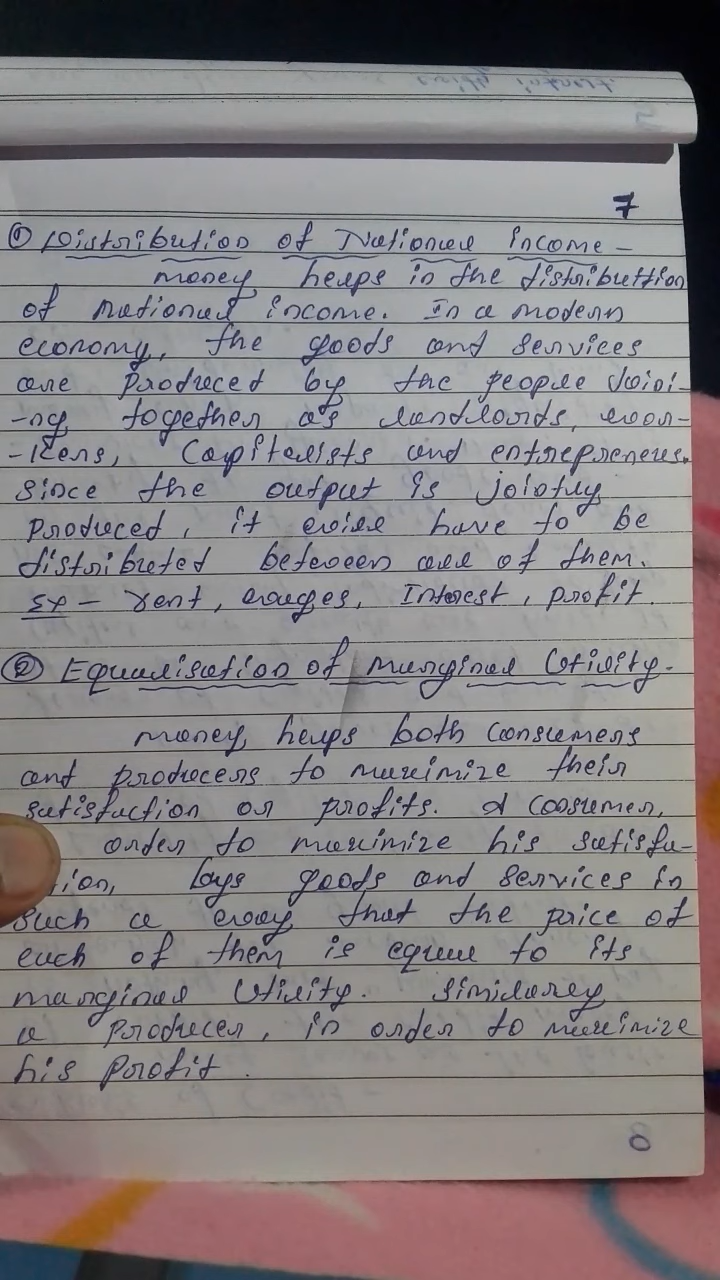 7
① Distribution of National income –
money helps in the distributtion
of national income. In a modern
economy, the goods and services
are produced by the people Joini-
-ng together as landlords, wor-
-kers, Capitalists and entrepreneurs.
Since the output is jointly
produced, it will have to be
distributed between all of them.
Ex – rent, wages, Interest, profit.
② Equalisation of marginal Utility.
money helps both Consumers
and producers to maximize their
satisfaction or profits. A consumer,
order to maximize his satisfa-
tion, buys goods and services in
such a way that the price of
each of them is equal to its
marginal Utility. Similarly
a producer, in order to maximize
his profit.